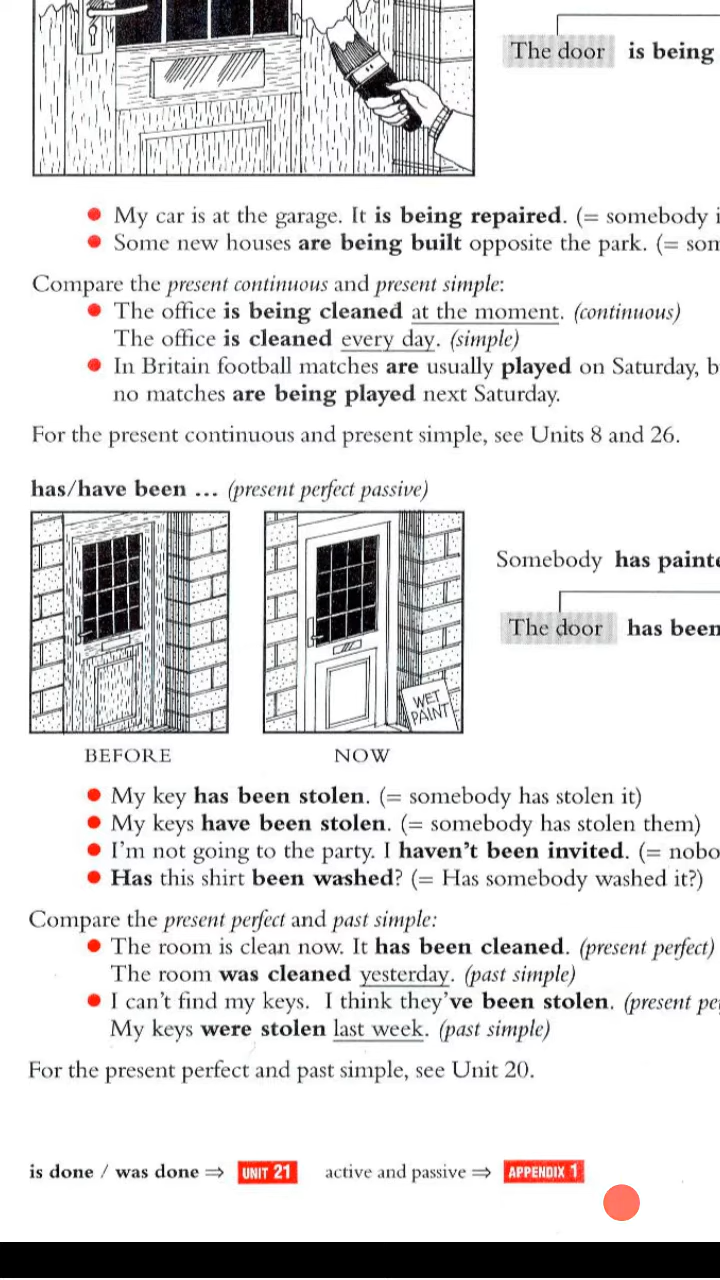 The door is being
My car is at the garage. It is being repaired. (= somebody i
Some new houses are being built opposite the park. (= som
Compare the present continuous and present simple:
The office is being cleaned at the moment. (continuous)
The office is cleaned every day. (simple)
In Britain football matches are usually played on Saturday, b
no matches are being played next Saturday.
For the present continuous and present simple, see Units 8 and 26.
has/have been ... (present perfect passive)
Somebody has painte
The door has been
WET
PAINT
BEFORE NOW
My key has been stolen. (= somebody has stolen it)
My keys have been stolen. (= somebody has stolen them)
I'm not going to the party. I haven't been invited. (= nobo
Has this shirt been washed? (= Has somebody washed it?)
Compare the present perfect and past simple:
The room is clean now. It has been cleaned. (present perfect)
The room was cleaned yesterday. (past simple)
I can't find my keys. I think they've been stolen. (present pe
My keys were stolen last week. (past simple)
For the present perfect and past simple, see Unit 20.
is done / was done ⇒ UNIT 21 active and passive ⇒ APPENDIX 1